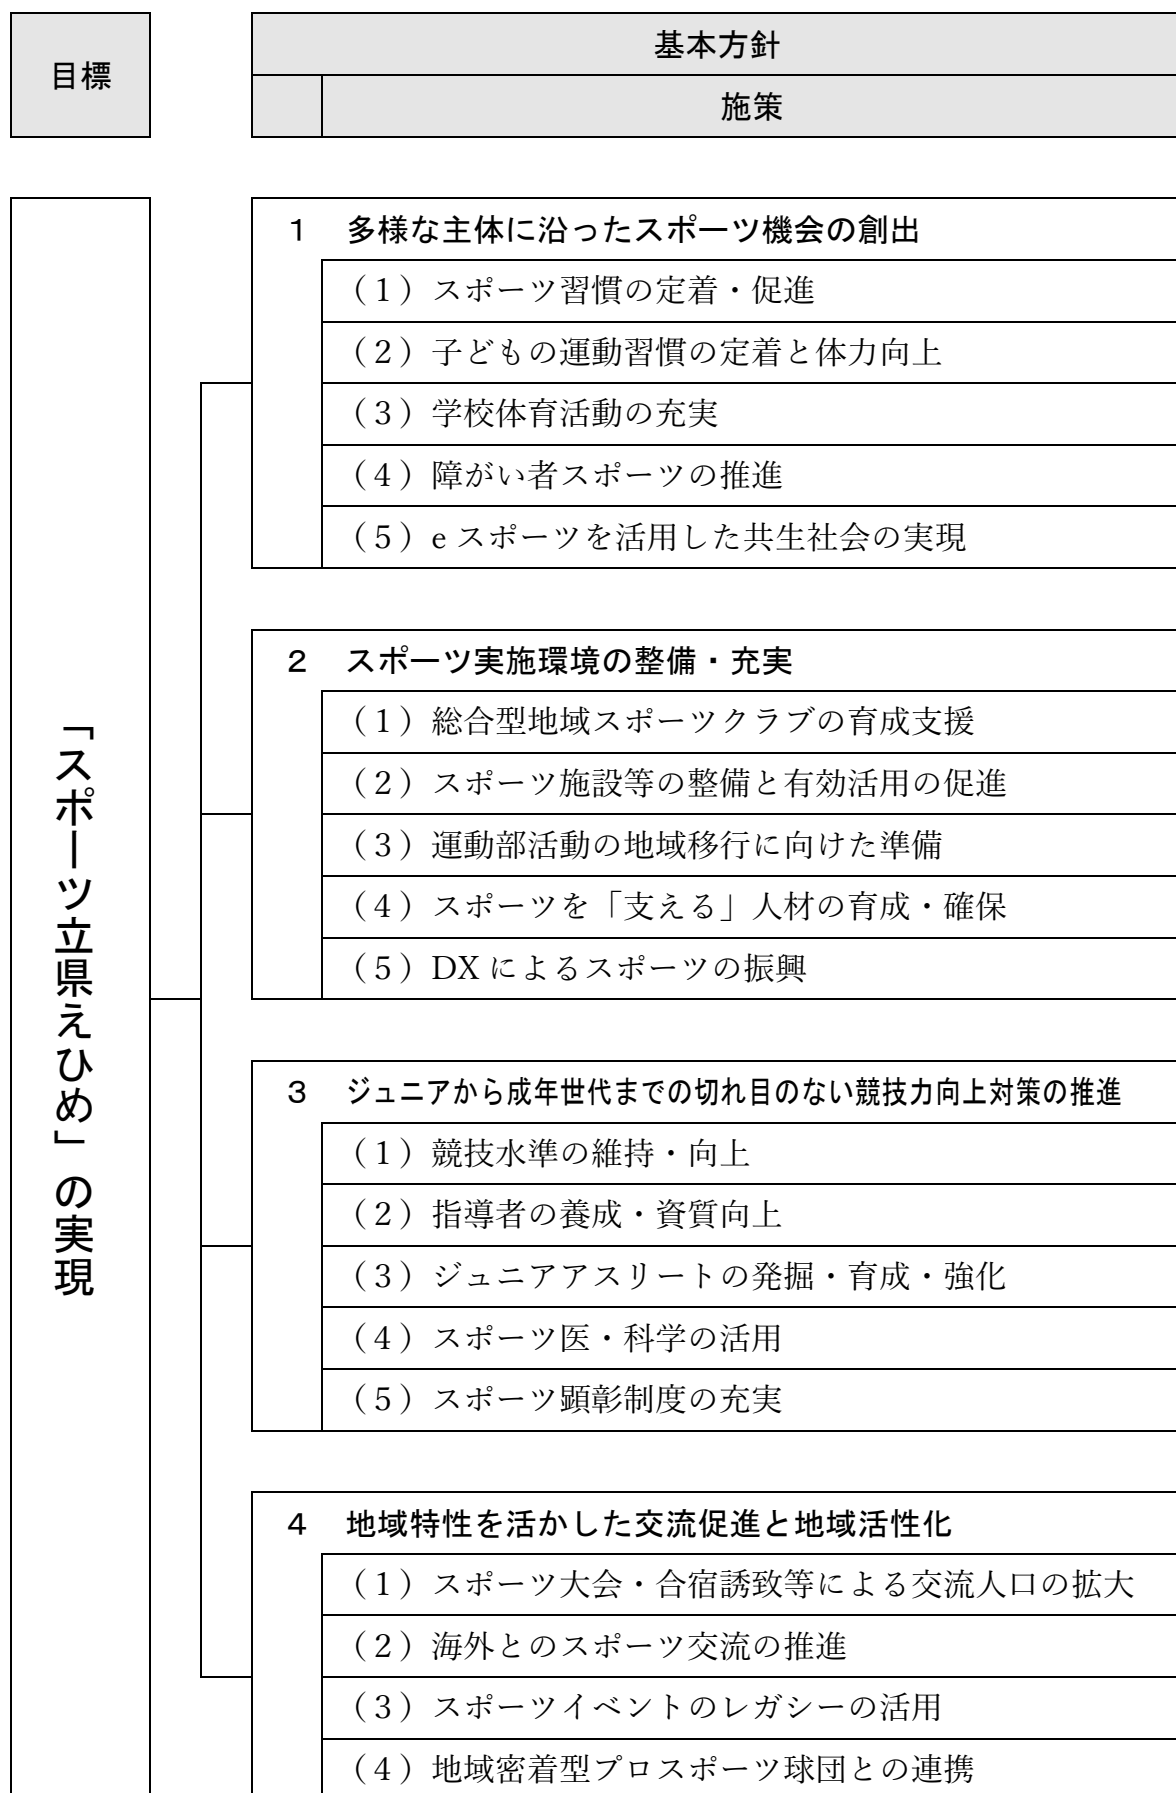 目標
基本方針
施策
「スポーツ立県えひめ」の実現
１　多様な主体に沿ったスポーツ機会の創出
（１）スポーツ習慣の定着・促進
（２）子どもの運動習慣の定着と体力向上
（３）学校体育活動の充実
（４）障がい者スポーツの推進
（５）e スポーツを活用した共生社会の実現
２　スポーツ実施環境の整備・充実
（１）総合型地域スポーツクラブの育成支援
（２）スポーツ施設等の整備と有効活用の促進
（３）運動部活動の地域移行に向けた準備
（４）スポーツを「支える」人材の育成・確保
（５）DX によるスポーツの振興
３　ジュニアから成年世代までの切れ目のない競技力向上対策の推進
（１）競技水準の維持・向上
（２）指導者の養成・資質向上
（３）ジュニアアスリートの発掘・育成・強化
（４）スポーツ医・科学の活用
（５）スポーツ顕彰制度の充実
４　地域特性を活かした交流促進と地域活性化
（１）スポーツ大会・合宿誘致等による交流人口の拡大
（２）海外とのスポーツ交流の推進
（３）スポーツイベントのレガシーの活用
（４）地域密着型プロスポーツ球団との連携